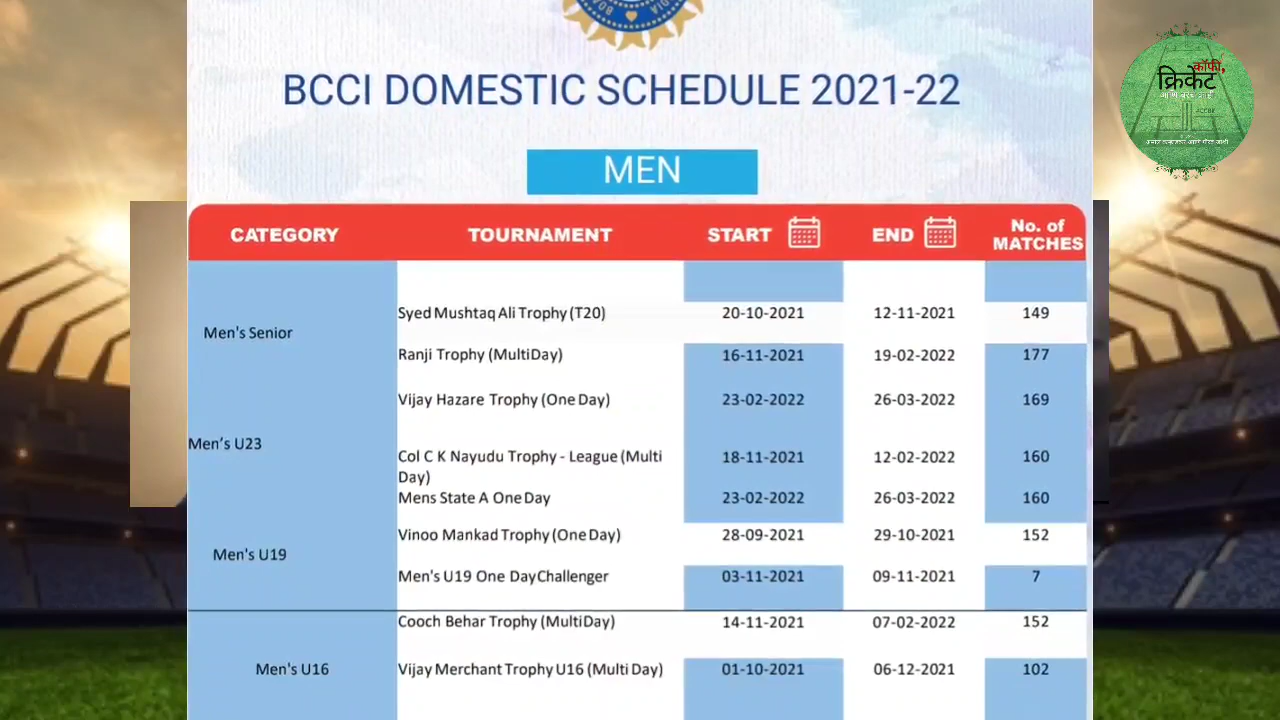 BCCI DOMESTIC SCHEDULE 2021-22
MEN
CATEGORY TOURNAMENT START END No. of MATCHES
Men's Senior
Syed Mushtaq Ali Trophy (T20) 20-10-2021 12-11-2021 149
Ranji Trophy (MultiDay) 16-11-2021 19-02-2022 177
Vijay Hazare Trophy (One Day) 23-02-2022 26-03-2022 169
Men's U23
Col C K Nayudu Trophy - League (Multi Day) 18-11-2021 12-02-2022 160
Mens State A One Day 23-02-2022 26-03-2022 160
Men's U19
Vinoo Mankad Trophy (One Day) 28-09-2021 29-10-2021 152
Men's U19 One DayChallenger 03-11-2021 09-11-2021 7
Cooch Behar Trophy (MultiDay) 14-11-2021 07-02-2022 152
Men's U16
Vijay Merchant Trophy U16 (Multi Day) 01-10-2021 06-12-2021 102
कॉफी,
क्रिकेट